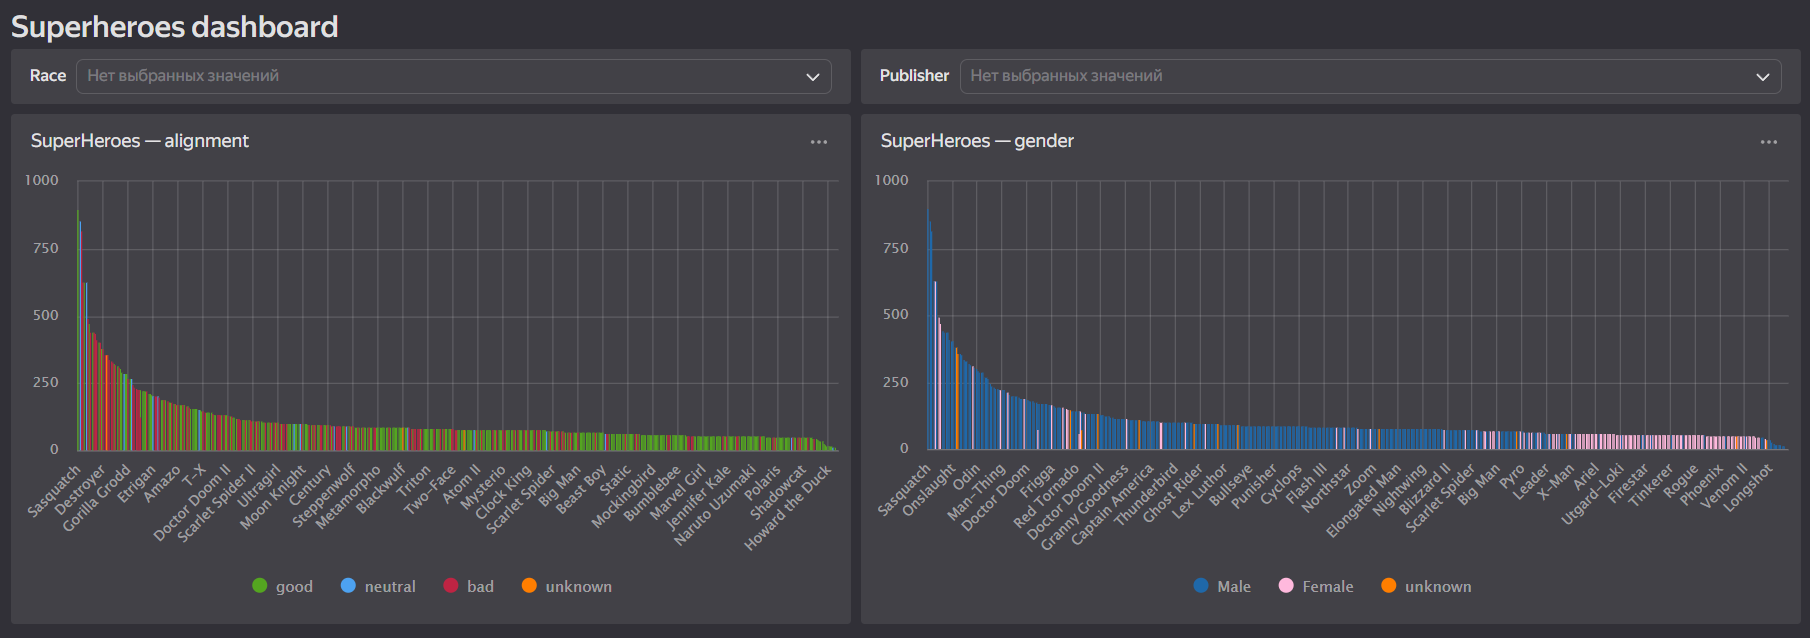 Superheroes dashboard
Race Нет выбранных значений
Publisher Нет выбранных значений
SuperHeroes — alignment
1000
750
500
250
0
Sasquatch
Destroyer
Gorilla Grodd
Etrigan
Amazo
T-X
Doctor Doom II
Scarlet Spider II
Ultragirl
Moon Knight
Century
Steppenwolf
Metamorpho
Blackwulf
Triton
Two-Face
Atom II
Mysterio
Clock King
Scarlet Spider
Big Man
Beast Boy
Static
Mockingbird
Bumblebee
Marvel Girl
Jennifer Kale
Naruto Uzumaki
Polaris
Shadowcat
Howard the Duck
good neutral bad unknown
SuperHeroes — gender
1000
750
500
250
0
Sasquatch
Onslaught
Odin
Man-Thing
Doctor Doom
Frigga
Red Tornado
Doctor Doom II
Granny Goodness
Captain America
Thunderbird
Ghost Rider
Lex Luthor
Bullseye
Punisher
Cyclops
Flash III
Northstar
Zoom
Elongated Man
Nightwing
Blizzard II
Scarlet Spider
Big Man
Pyro
Leader
X-Man
Ariel
Utgard-Loki
Firestar
Tinkerer
Rogue
Phoenix
Venom II
Longshot
Male Female unknown